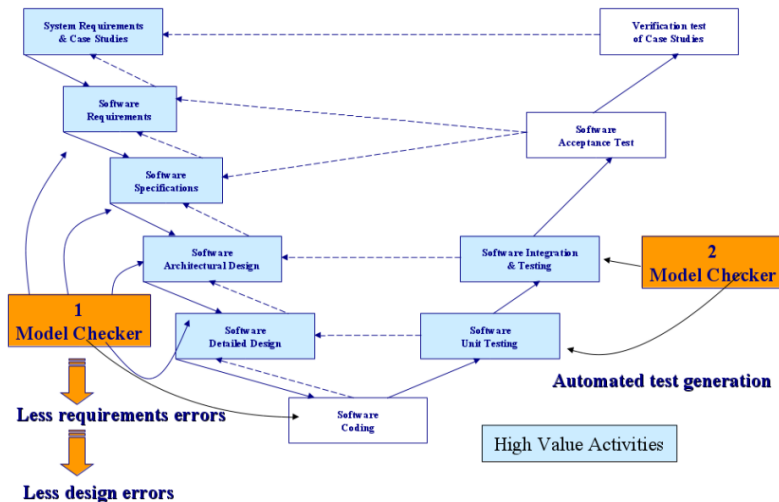 System Requirements
& Case Studies
Verification test
of Case Studies
Software
Requirements
Software
Acceptance Test
Software
Specifications
Software
Architectural Design
Software Integration
& Testing
2
Model Checker
1
Model Checker
Software
Detailed Design
Software
Unit Testing
Automated test generation
Less requirements errors
Software
Coding
High Value Activities
Less design errors